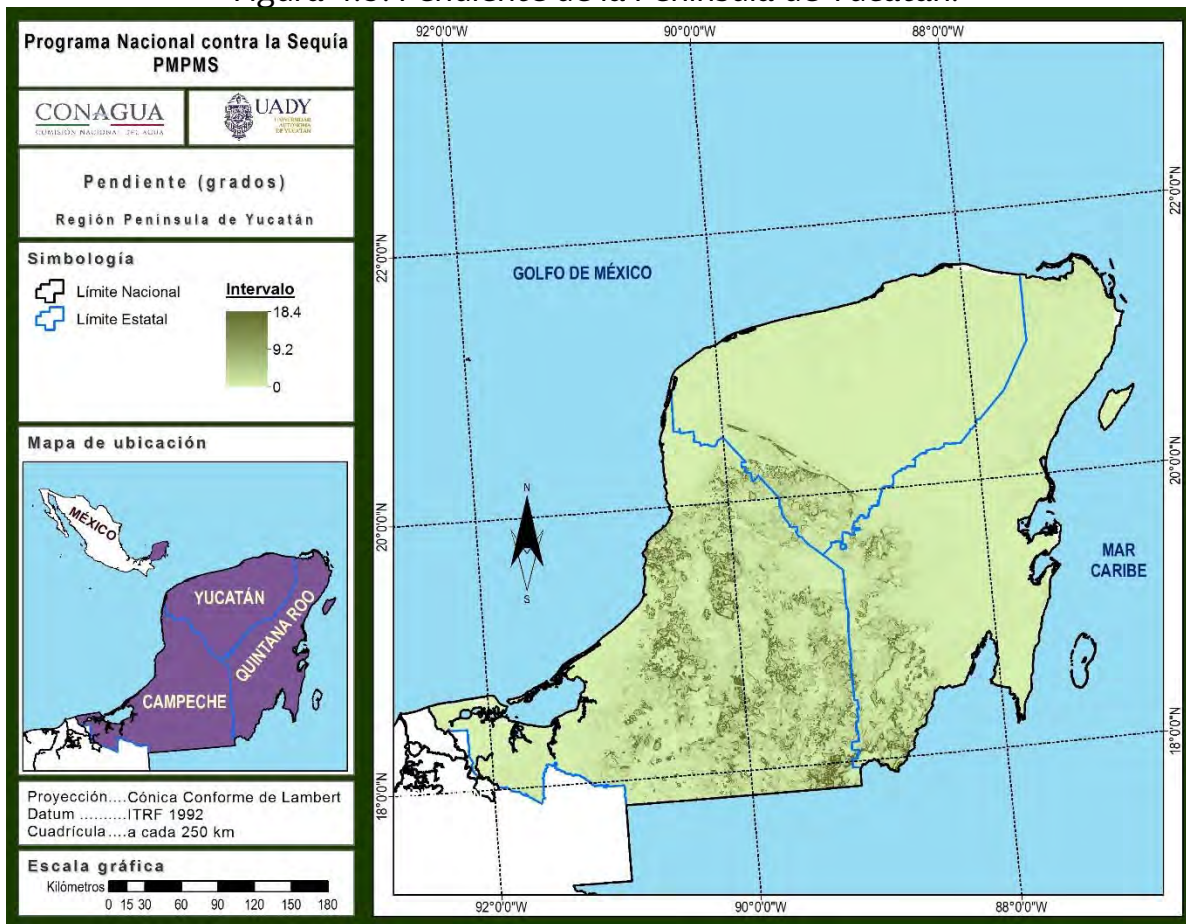 Programa Nacional contra la Sequía
PMPMS
CONAGUA
COMISIÓN NACIONAL DEL AGUA
UADY
UNIVERSIDAD
AUTÓNOMA
DE YUCATÁN
Pendiente (grados)
Región Península de Yucatán
Simbología
Límite Nacional
Límite Estatal
Intervalo
18.4
9.2
0
Mapa de ubicación
MÉXICO
YUCATÁN
QUINTANA ROO
CAMPECHE
Proyección....Cónica Conforme de Lambert
Datum .........ITRF 1992
Cuadrícula....a cada 250 km
Escala gráfica
Kilómetros
0 15 30 60 90 120 150 180
92°0'0"W 90°0'0"W 88°0'0"W
22°0'0"N
22°0'0"N
GOLFO DE MÉXICO
20°0'0"N
20°0'0"N
N
S
MAR
CARIBE
18°0'0"N
18°0'0"N
92°0'0"W 90°0'0"W 88°0'0"W